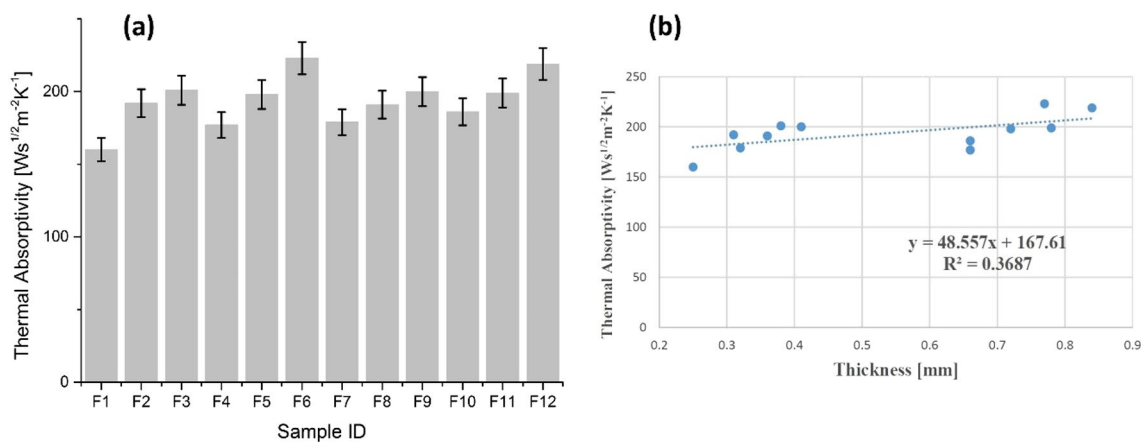 (a)
Thermal Absorptivity [Ws¹/²m⁻²K⁻¹]
200
100
0
F1 F2 F3 F4 F5 F6 F7 F8 F9 F10 F11 F12
Sample ID
(b)
Thermal Absorptivity [Ws¹/²m⁻²K⁻¹]
250
200
150
100
50
0
y = 48.557x + 167.61
R² = 0.3687
0.2 0.3 0.4 0.5 0.6 0.7 0.8 0.9
Thickness [mm]